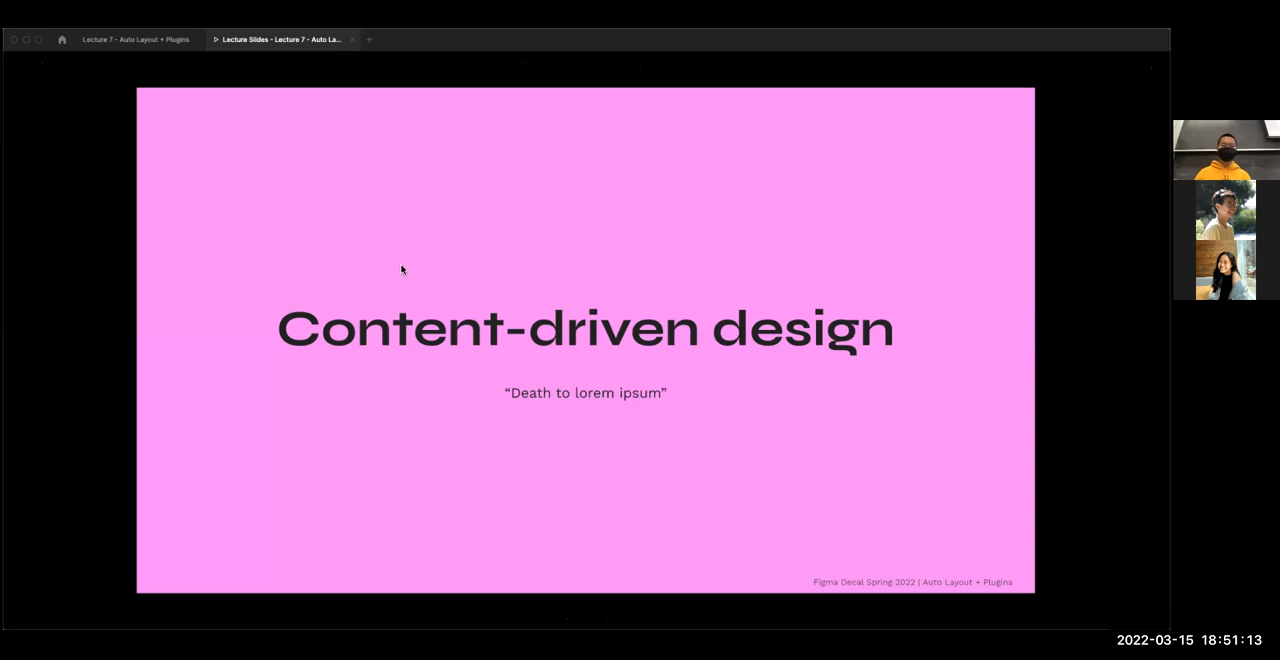 Lecture 7 - Auto Layout + Plugins
Lecture Slides - Lecture 7 - Auto La...
Content-driven design
“Death to lorem ipsum”
Figma Decal Spring 2022 | Auto Layout + Plugins
2022-03-15 18:51:13